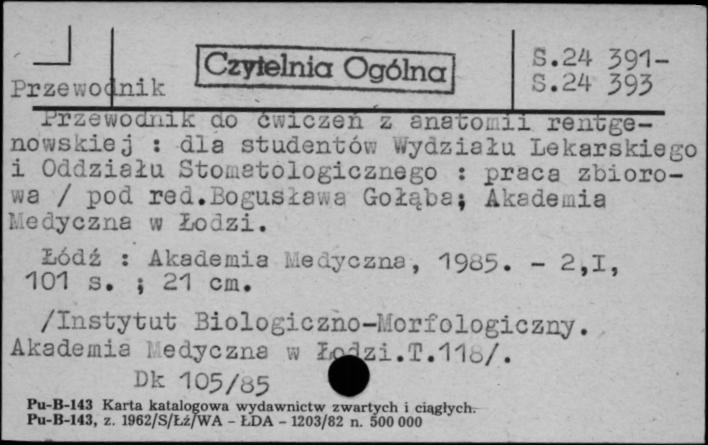 Czytelnia Ogólna
S.24 391-
S.24 393
Przewodnik
Przewodnik do ćwiczeń z anatomii rentge-
nowskiej : dla studentów Wydziału Lekarskiego
i Oddziału Stomatologicznego : praca zbioro-
wa / pod red.Bogusława Gołąba; Akademia
Medyczna w Łodzi.
Łódź : Akademia Medyczna, 1985. - 2,I,
101 s. ; 21 cm.
/Instytut Biologiczno-Morfologiczny.
Akademia Medyczna w Łodzi.T.118/.
Dk 105/85
Pu-B-143 Karta katalogowa wydawnictw zwartych i ciągłych.
Pu-B-143, z. 1962/S/Łź/WA - ŁDA - 1203/82 n. 500 000